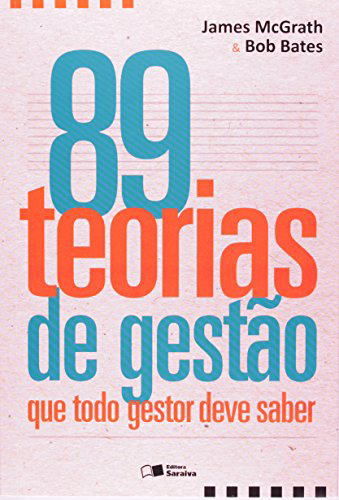 James McGrath
& Bob Bates
89
teorias
de gestão
que todo gestor deve saber
Editora
Saraiva